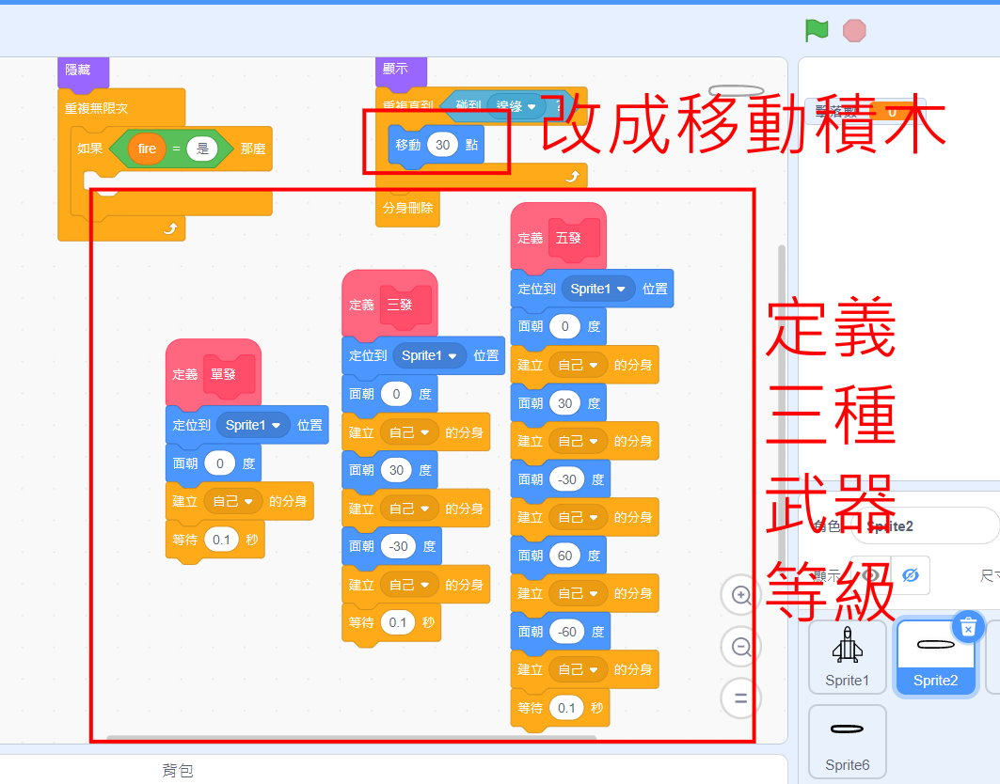 隱藏
重複無限次
如果 fire = 是 那麼
顯示
重複直到 碰到 邊緣 ?
移動 30 點
分身刪除
改成移動積木
擊落數 0
定義 單發
定位到 Sprite1 位置
面朝 0 度
建立 自己 的分身
等待 0.1 秒
定義 三發
定位到 Sprite1 位置
面朝 0 度
建立 自己 的分身
面朝 30 度
建立 自己 的分身
面朝 -30 度
建立 自己 的分身
等待 0.1 秒
定義 五發
定位到 Sprite1 位置
面朝 0 度
建立 自己 的分身
面朝 30 度
建立 自己 的分身
面朝 -30 度
建立 自己 的分身
面朝 60 度
建立 自己 的分身
面朝 -60 度
建立 自己 的分身
等待 0.1 秒
定義
三種
武器
等級
角色 Sprite2
顯示
Sprite1
Sprite2
Sprite6
背包